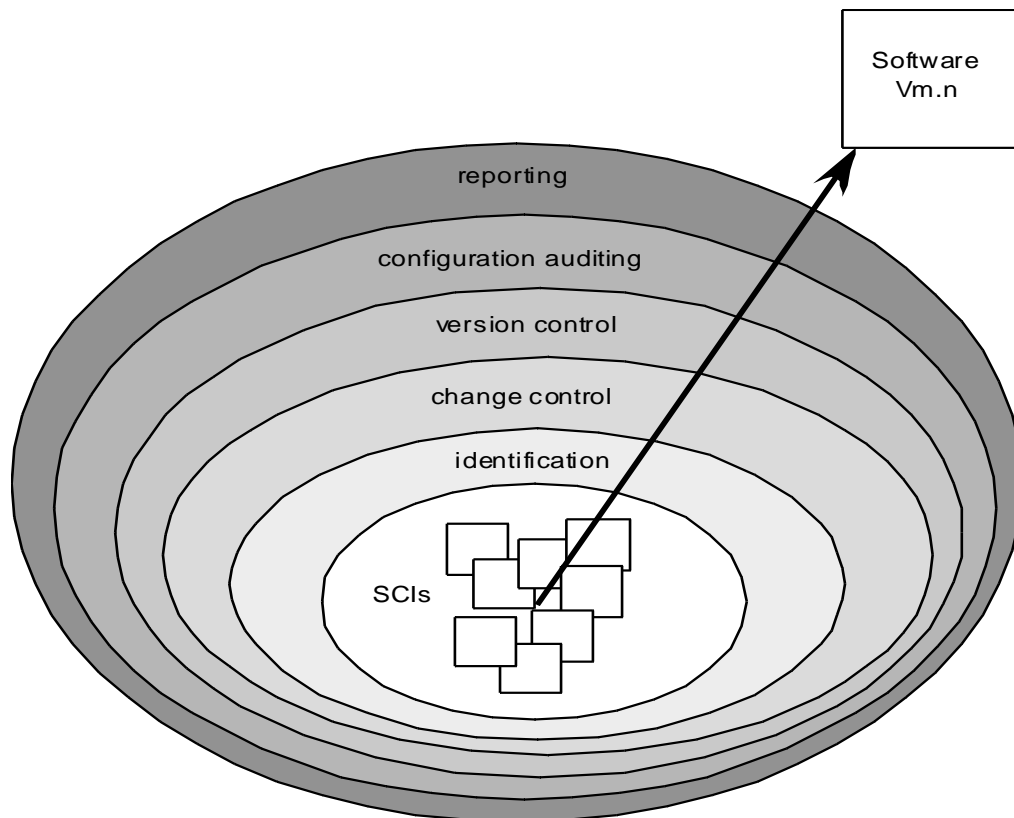 Software
Vm.n
reporting
configuration auditing
version control
change control
identification
SCIs